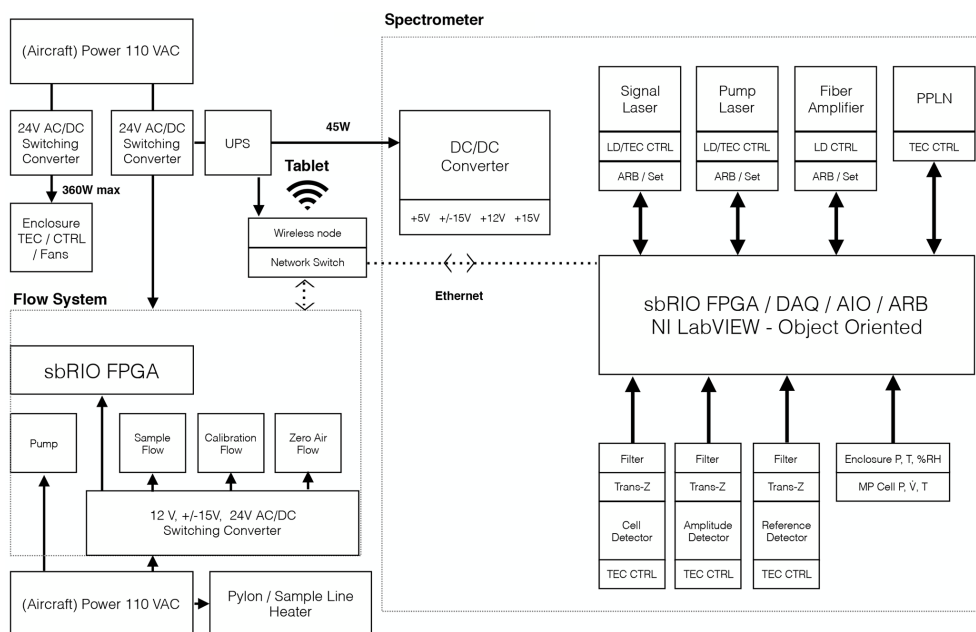 Spectrometer
(Aircraft) Power 110 VAC
24V AC/DC
Switching
Converter
24V AC/DC
Switching
Converter
UPS
45W
360W max
Enclosure
TEC / CTRL
/ Fans
Tablet
Wireless node
Network Switch
Ethernet
DC/DC
Converter
+5V +/-15V +12V +15V
Signal
Laser
LD/TEC CTRL
ARB / Set
Pump
Laser
LD/TEC CTRL
ARB / Set
Fiber
Amplifier
LD CTRL
ARB / Set
PPLN
TEC CTRL
sbRIO FPGA / DAQ / AIO / ARB
NI LabVIEW - Object Oriented
Filter
Trans-Z
Cell
Detector
TEC CTRL
Filter
Trans-Z
Amplitude
Detector
TEC CTRL
Filter
Trans-Z
Reference
Detector
TEC CTRL
Enclosure P, T, %RH
MP Cell P, V̇, T
Flow System
sbRIO FPGA
Pump
Sample
Flow
Calibration
Flow
Zero Air
Flow
12 V, +/-15V, 24V AC/DC
Switching Converter
(Aircraft) Power 110 VAC
Pylon / Sample Line
Heater